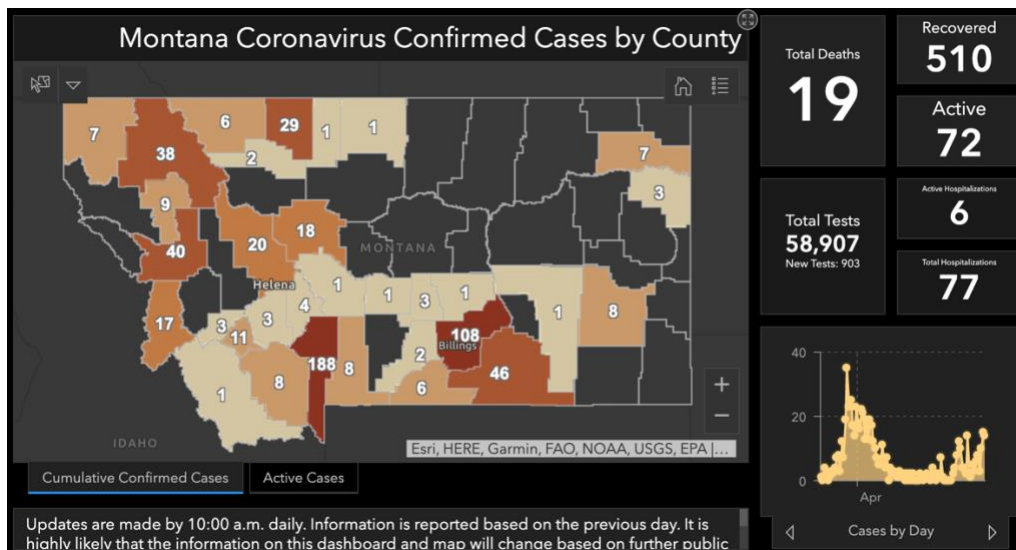 Montana Coronavirus Confirmed Cases by County
7
38
6
2
29
1
1
7
3
9
40
20
18
MONTANA
Helena
17
3
11
3
4
1
1
3
1
1
8
108
Billings
2
188
8
8
6
46
1
IDAHO
Esri, HERE, Garmin, FAO, NOAA, USGS, EPA |...
Cumulative Confirmed Cases
Active Cases
Updates are made by 10:00 a.m. daily. Information is reported based on the previous day. It is
highly likely that the information on this dashboard and map will change based on further public
Total Deaths
19
Recovered
510
Active
72
Total Tests
58,907
New Tests: 903
Active Hospitalizations
6
Total Hospitalizations
77
40
20
0
Apr
Cases by Day